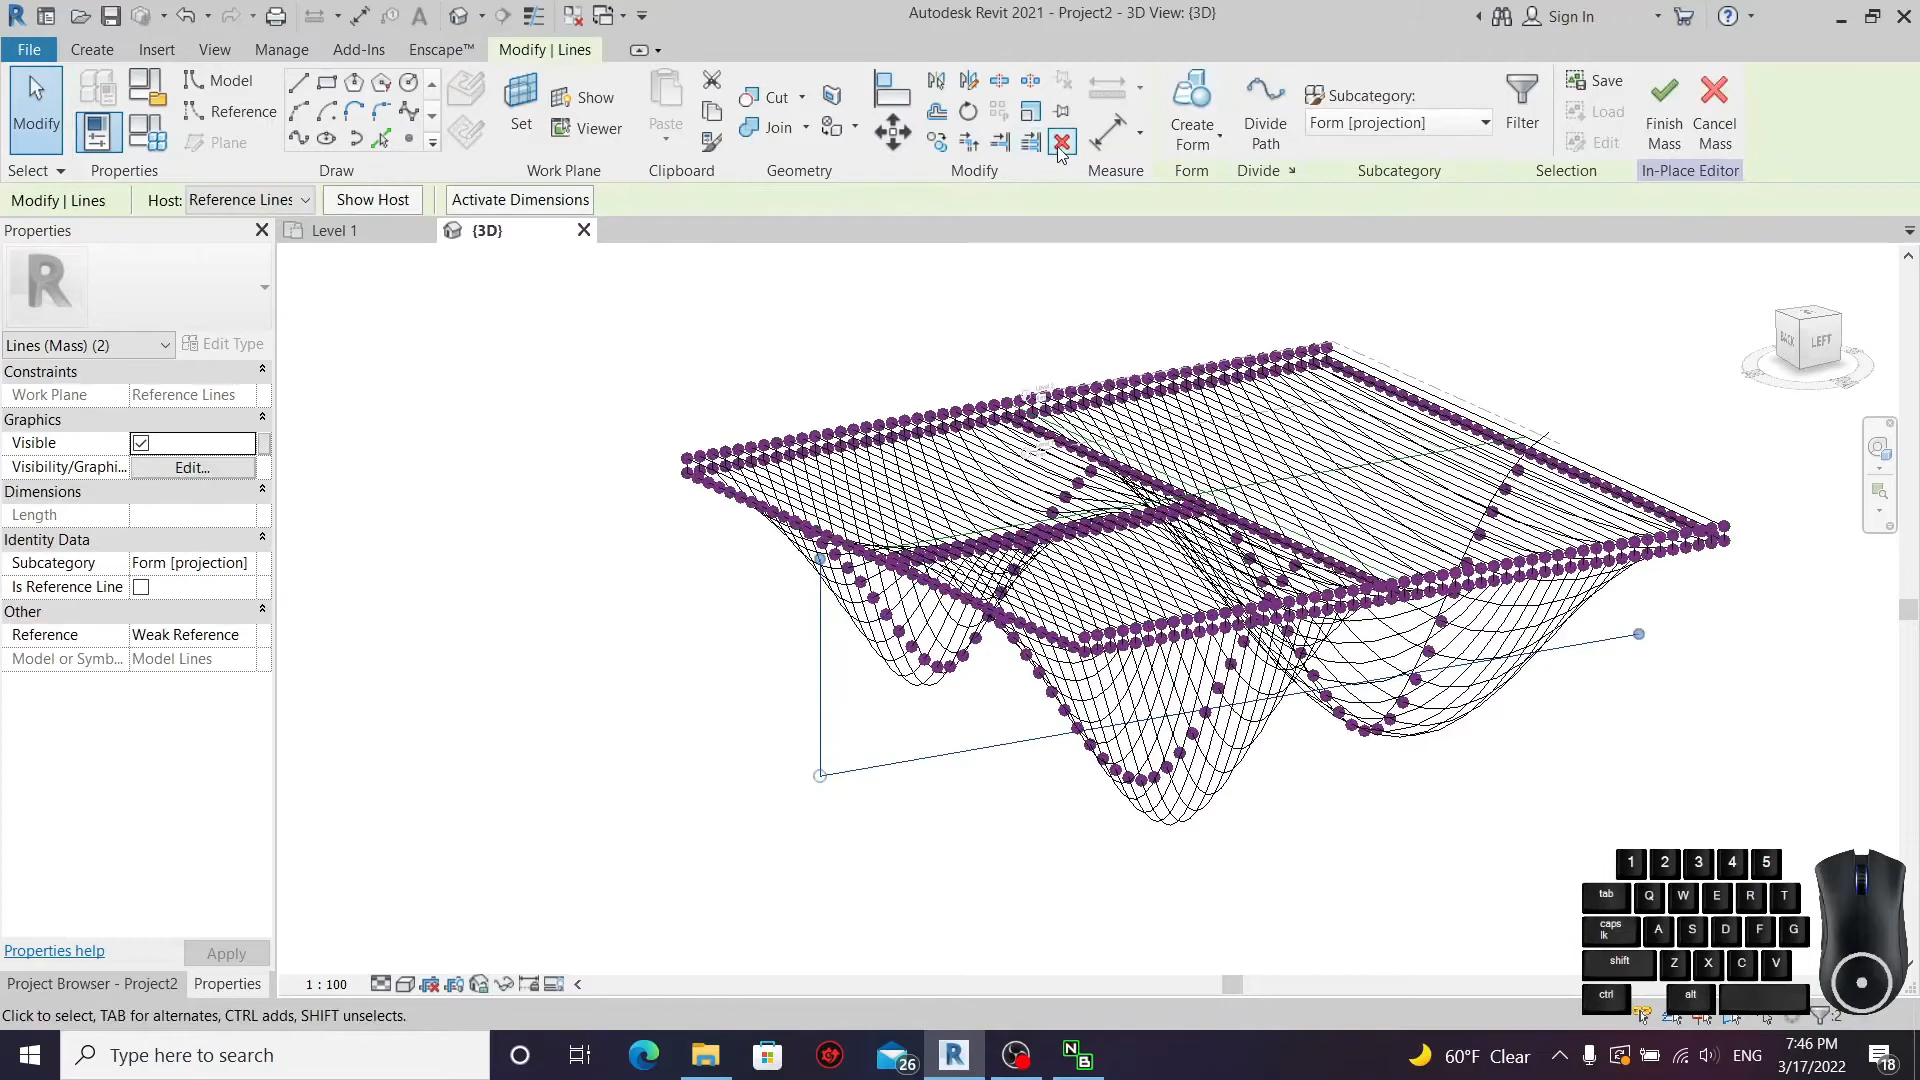 Autodesk Revit 2021 - Project2 - 3D View: {3D}
Sign In
File Create Insert View Manage Add-Ins Enscape™ Modify | Lines
Modify
Model
Reference
Plane
Set
Show
Viewer
Paste
Cut
Join
Create Form
Divide Path
Subcategory:
Form [projection]
Filter
Save
Load
Edit
Finish Mass
Cancel Mass
Select Properties Draw Work Plane Clipboard Geometry Modify Measure Form Divide Subcategory Selection In-Place Editor
Modify | Lines Host: Reference Lines Show Host Activate Dimensions
Properties
Level 1
{3D}
R
Lines (Mass) (2)
Edit Type
Constraints
Work Plane Reference Lines
Graphics
Visible
Visibility/Graphi... Edit...
Dimensions
Length
Identity Data
Subcategory Form [projection]
Is Reference Line
Other
Reference Weak Reference
Model or Symb... Model Lines
BACK LEFT
Properties help Apply
Project Browser - Project2 Properties
1 : 100
Click to select, TAB for alternates, CTRL adds, SHIFT unselects.
:2
1 2 3 4 5
tab Q W E R T
caps lk A S D F G
shift Z X C V
ctrl alt
Type here to search
26
R
N B
60°F Clear
ENG
7:46 PM
3/17/2022
18